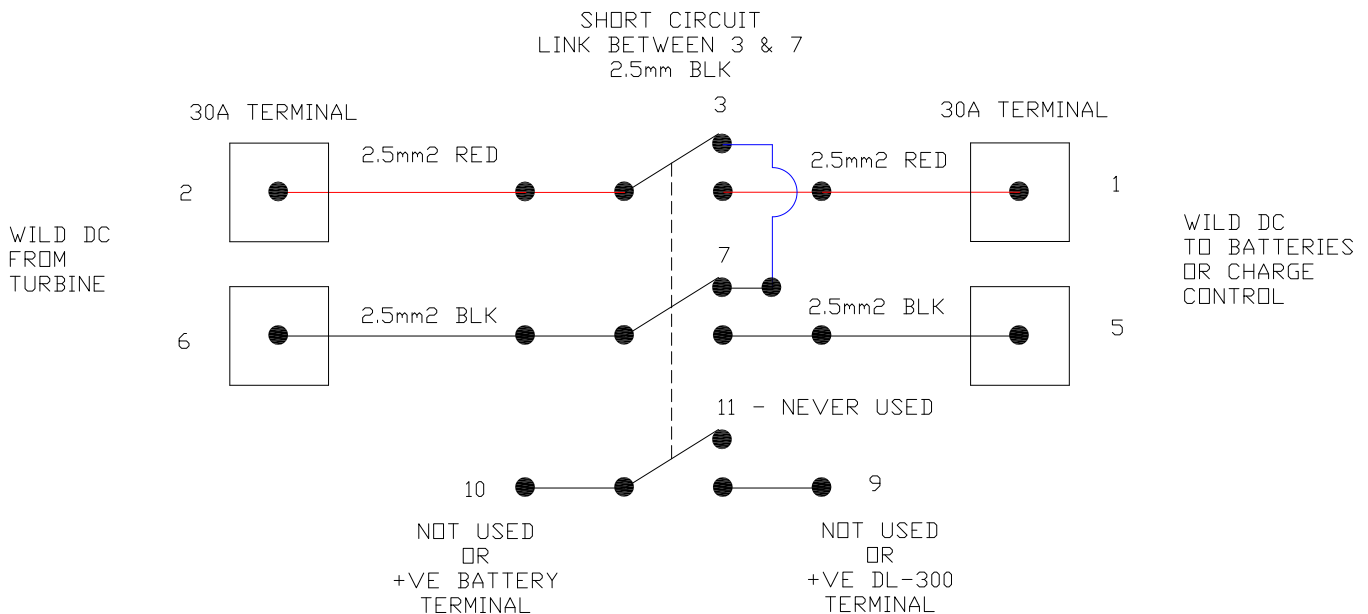 SHORT CIRCUIT
LINK BETWEEN 3 & 7
2.5mm BLK
3
30A TERMINAL
30A TERMINAL
2.5mm2 RED
2.5mm2 RED
2
1
WILD DC
FROM
TURBINE
WILD DC
TO BATTERIES
OR CHARGE
CONTROL
7
2.5mm2 BLK
2.5mm2 BLK
6
5
11 - NEVER USED
10
9
NOT USED
OR
+VE BATTERY
TERMINAL
NOT USED
OR
+VE DL-300
TERMINAL